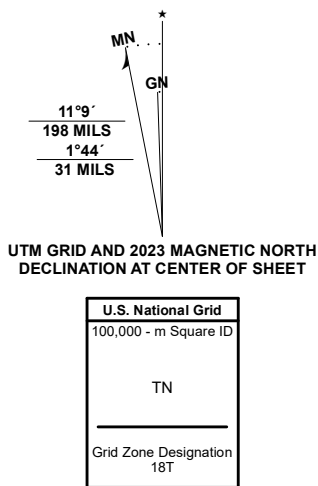 MN
GN
11°9´
198 MILS
1°44´
31 MILS
UTM GRID AND 2023 MAGNETIC NORTH
DECLINATION AT CENTER OF SHEET
U.S. National Grid
100,000 - m Square ID
TN
Grid Zone Designation
18T